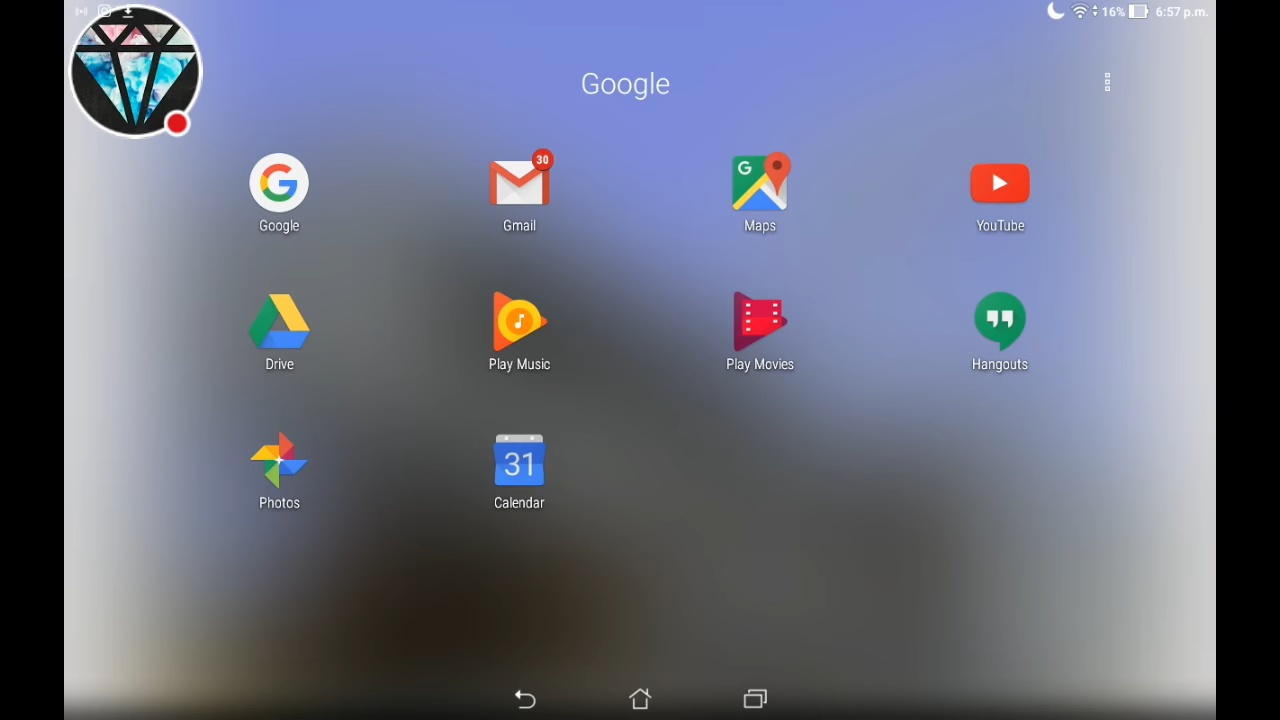 16% 6:57 p.m.
Google
30
G
Google Gmail Maps YouTube
Drive Play Music Play Movies Hangouts
31
Photos Calendar